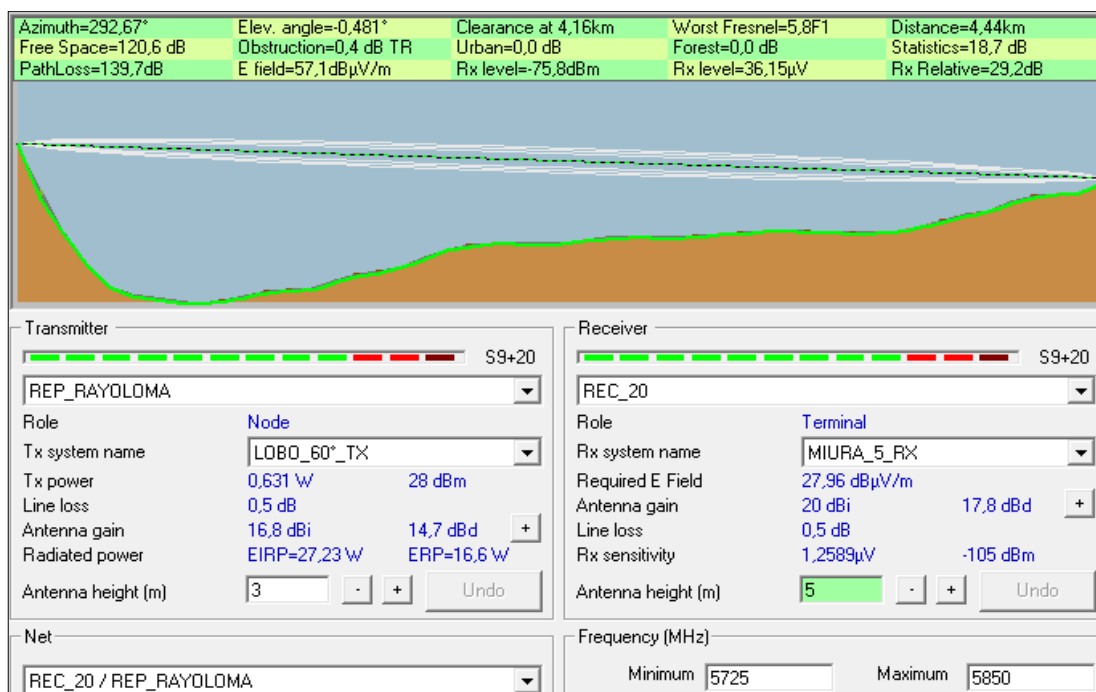 Azimuth=292,67° Elev. angle=-0,481° Clearance at 4,16km Worst Fresnel=5,8F1 Distance=4,44km
Free Space=120,6 dB Obstruction=0,4 dB TR Urban=0,0 dB Forest=0,0 dB Statistics=18,7 dB
PathLoss=139,7dB E field=57,1dBµV/m Rx level=-75,8dBm Rx level=36,15µV Rx Relative=29,2dB
Transmitter
S9+20
REP_RAYOLOMA
Role Node
Tx system name LOBO_60°_TX
Tx power 0,631 W 28 dBm
Line loss 0,5 dB
Antenna gain 16,8 dBi 14,7 dBd +
Radiated power EIRP=27,23 W ERP=16,6 W
Antenna height (m) 3 - + Undo
Receiver
S9+20
REC_20
Role Terminal
Rx system name MIURA_5_RX
Required E Field 27,96 dBµV/m
Antenna gain 20 dBi 17,8 dBd +
Line loss 0,5 dB
Rx sensitivity 1,2589µV -105 dBm
Antenna height (m) 5 - + Undo
Net
REC_20 / REP_RAYOLOMA
Frequency (MHz)
Minimum 5725 Maximum 5850